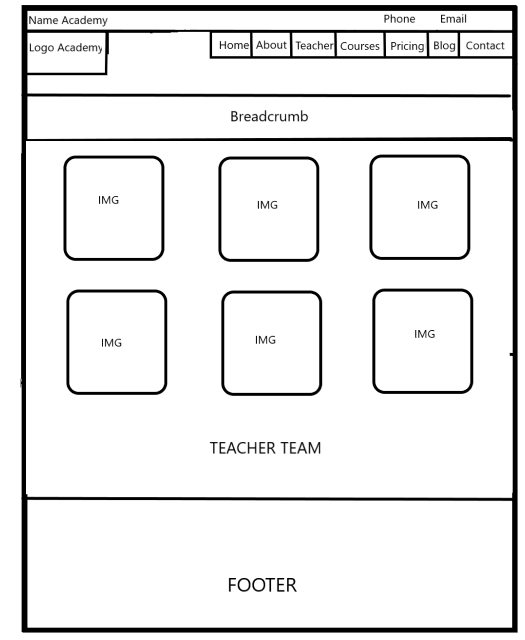 Name Academy Phone Email
Logo Academy Home About Teacher Courses Pricing Blog Contact
Breadcrumb
IMG IMG IMG
IMG IMG IMG
TEACHER TEAM
FOOTER